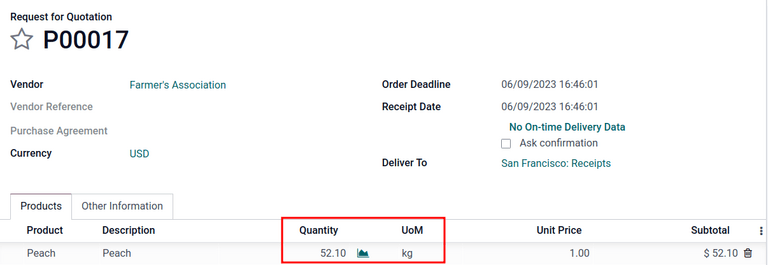 Request for Quotation
P00017
Vendor Farmer's Association
Vendor Reference
Purchase Agreement
Currency USD
Order Deadline 06/09/2023 16:46:01
Receipt Date 06/09/2023 16:46:01
No On-time Delivery Data
Ask confirmation
Deliver To San Francisco: Receipts
Products Other Information
Product Description Quantity UoM Unit Price Subtotal
Peach Peach 52.10 kg 1.00 $ 52.10